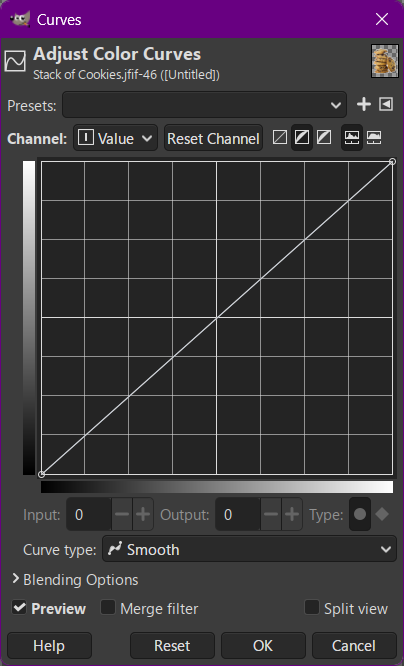 Curves
Adjust Color Curves
Stack of Cookies.jfif-46 ([Untitled])
Presets:
Channel: Value Reset Channel
Input: 0 Output: 0 Type:
Curve type: Smooth
Blending Options
Preview Merge filter Split view
Help Reset OK Cancel